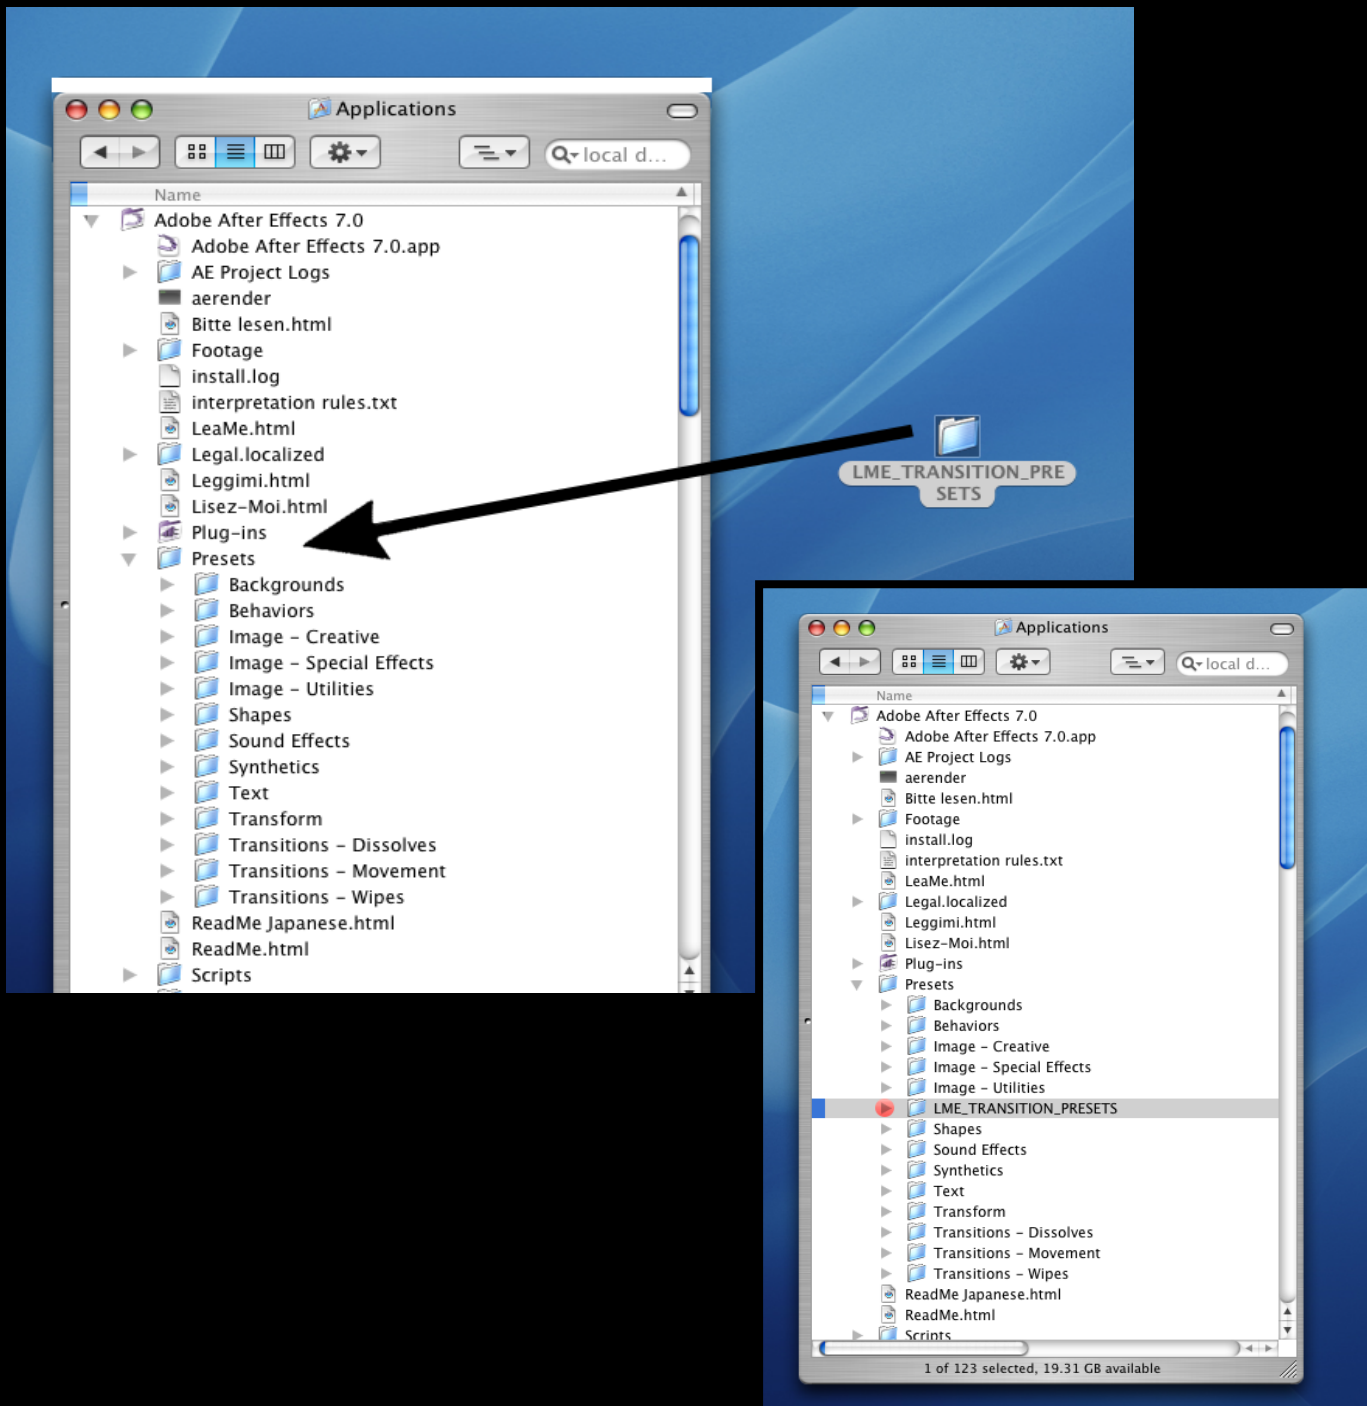 Applications
local d...
Name
Adobe After Effects 7.0
Adobe After Effects 7.0.app
AE Project Logs
aerender
Bitte lesen.html
Footage
install.log
interpretation rules.txt
LeaMe.html
Legal.localized
Leggimi.html
Lisez-Moi.html
Plug-ins
Presets
Backgrounds
Behaviors
Image - Creative
Image - Special Effects
Image - Utilities
Shapes
Sound Effects
Synthetics
Text
Transform
Transitions - Dissolves
Transitions - Movement
Transitions - Wipes
ReadMe Japanese.html
ReadMe.html
Scripts
LME_TRANSITION_PRE
SETS
Applications
local d...
Name
Adobe After Effects 7.0
Adobe After Effects 7.0.app
AE Project Logs
aerender
Bitte lesen.html
Footage
install.log
interpretation rules.txt
LeaMe.html
Legal.localized
Leggimi.html
Lisez-Moi.html
Plug-ins
Presets
Backgrounds
Behaviors
Image - Creative
Image - Special Effects
Image - Utilities
LME_TRANSITION_PRESETS
Shapes
Sound Effects
Synthetics
Text
Transform
Transitions - Dissolves
Transitions - Movement
Transitions - Wipes
ReadMe Japanese.html
ReadMe.html
Scripts
1 of 123 selected, 19.31 GB available